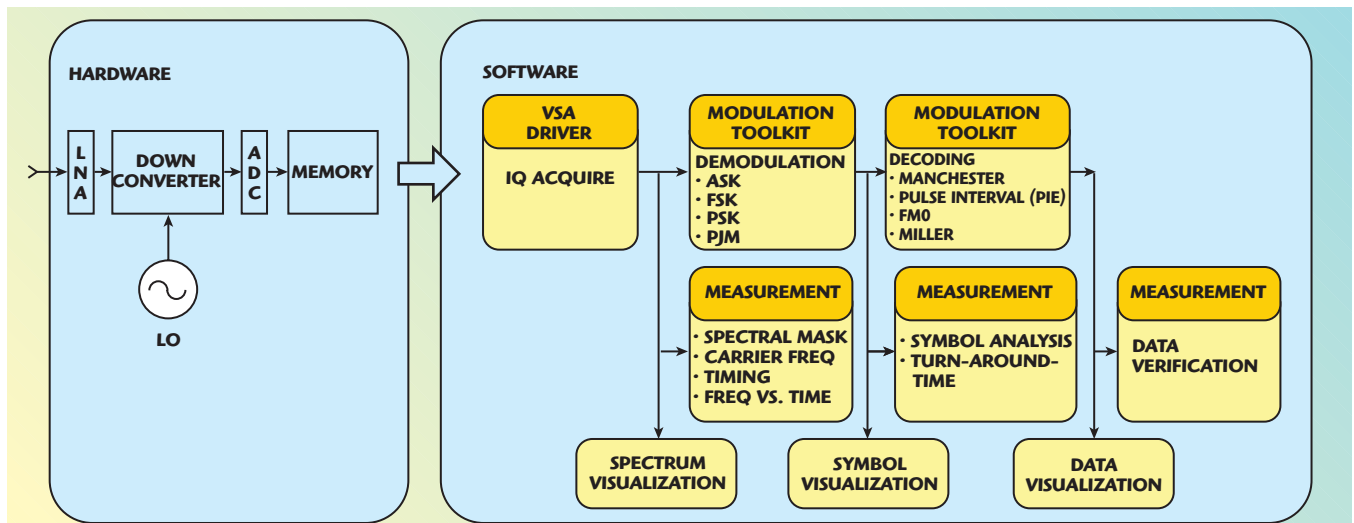 HARDWARE
LNA
DOWN
CONVERTER
ADC
MEMORY
LO
SOFTWARE
VSA
DRIVER
IQ ACQUIRE
MODULATION
TOOLKIT
DEMODULATION
· ASK
· FSK
· PSK
· PJM
MODULATION
TOOLKIT
DECODING
· MANCHESTER
· PULSE INTERVAL (PIE)
· FM0
· MILLER
MEASUREMENT
· SPECTRAL MASK
· CARRIER FREQ
· TIMING
· FREQ VS. TIME
MEASUREMENT
· SYMBOL ANALYSIS
· TURN-AROUND-
TIME
MEASUREMENT
DATA
VERIFICATION
SPECTRUM
VISUALIZATION
SYMBOL
VISUALIZATION
DATA
VISUALIZATION